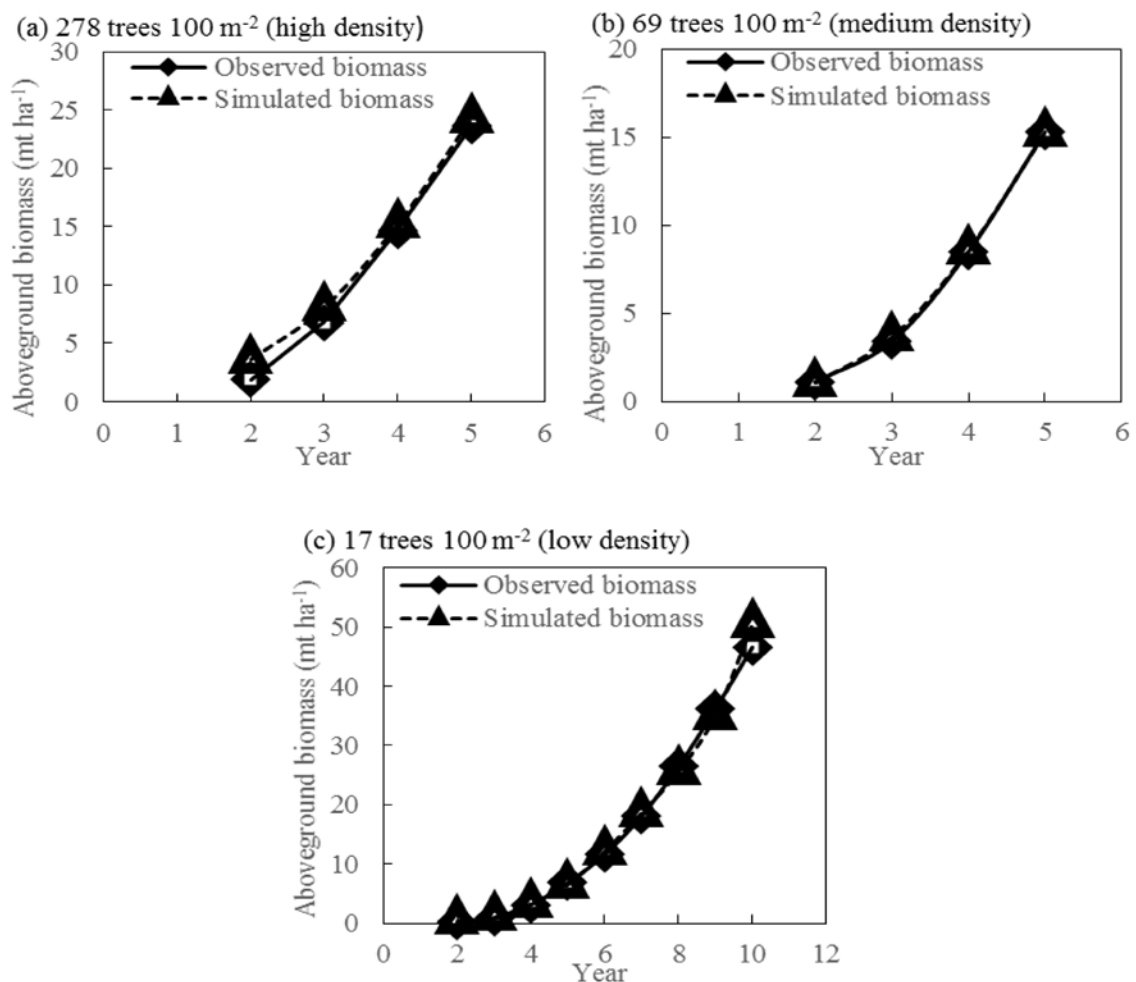 (a) 278 trees 100 m⁻² (high density)
30
25
20
15
10
5
0
Aboveground biomass (mt ha⁻¹)
Observed biomass
Simulated biomass
0 1 2 3 4 5 6
Year
(b) 69 trees 100 m⁻² (medium density)
20
15
10
5
0
Aboveground biomass (mt ha⁻¹)
Observed biomass
Simulated biomass
0 1 2 3 4 5 6
Year
(c) 17 trees 100 m⁻² (low density)
60
50
40
30
20
10
0
Aboveground biomass (mt ha⁻¹)
Observed biomass
Simulated biomass
0 2 4 6 8 10 12
Year